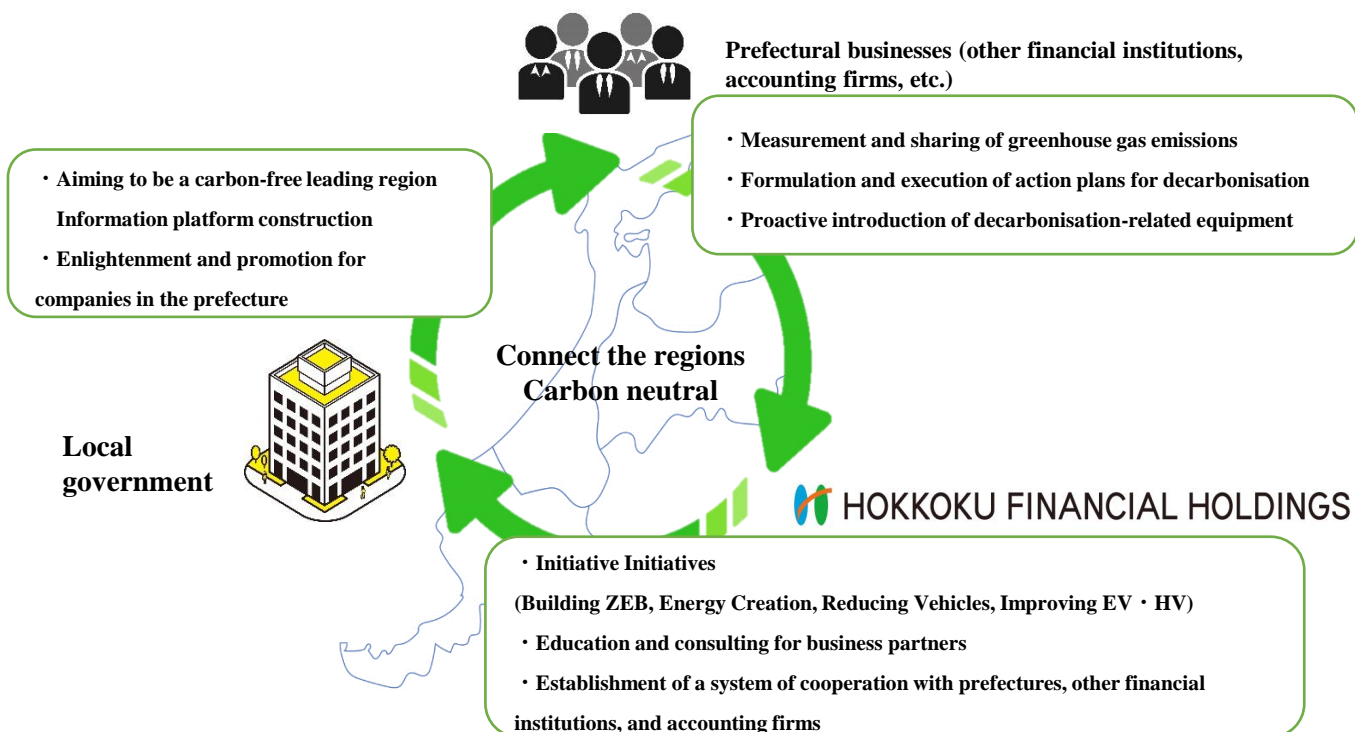 Prefectural businesses (other financial institutions,
accounting firms, etc.)
・Measurement and sharing of greenhouse gas emissions
・Formulation and execution of action plans for decarbonisation
・Proactive introduction of decarbonisation-related equipment
・Aiming to be a carbon-free leading region
Information platform construction
・Enlightenment and promotion for
companies in the prefecture
Connect the regions
Carbon neutral
Local
government
HOKKOKU FINANCIAL HOLDINGS
・Initiative Initiatives
(Building ZEB, Energy Creation, Reducing Vehicles, Improving EV・HV)
・Education and consulting for business partners
・Establishment of a system of cooperation with prefectures, other financial
institutions, and accounting firms